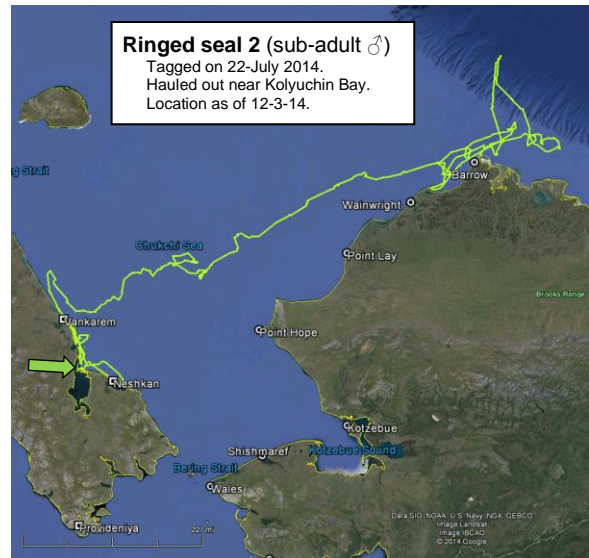 Ringed seal 2 (sub-adult ♂)
Tagged on 22-July 2014.
Hauled out near Kolyuchin Bay.
Location as of 12-3-14.
g Strait
Barrow
Wainwright
Chukchi Sea
Point Lay
Brooks Range
Vankarem
Point Hope
Neshkan
Kotzebue
Shishmaref
Kotzebue Sound
Bering Strait
Wales
Data SIO, NOAA, U.S. Navy, NGA, GEBCO
Image Landsat
Image IBCAO
© 2014 Google
Provideniya